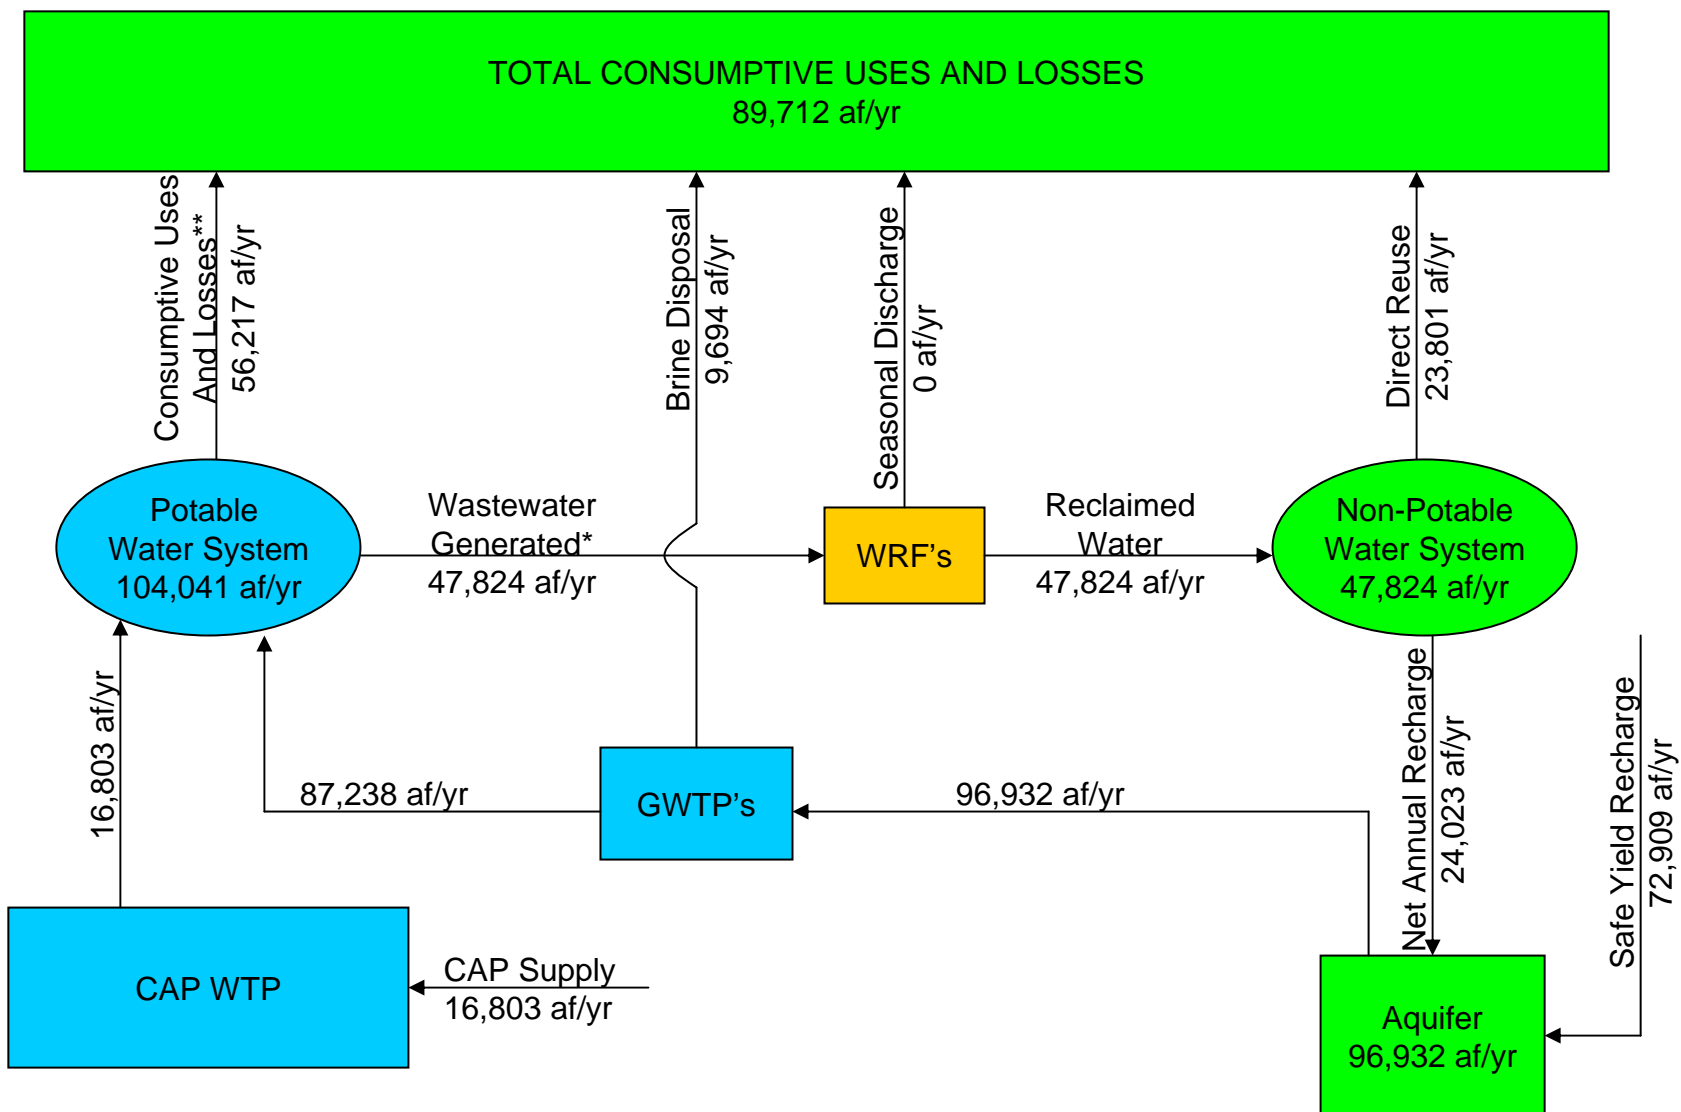 TOTAL CONSUMPTIVE USES AND LOSSES
89,712 af/yr
Consumptive Uses
And Losses**
56,217 af/yr
Brine Disposal
9,694 af/yr
Seasonal Discharge
0 af/yr
Direct Reuse
23,801 af/yr
Potable
Water System
104,041 af/yr
Wastewater
Generated*
47,824 af/yr
WRF's
Reclaimed
Water
47,824 af/yr
Non-Potable
Water System
47,824 af/yr
16,803 af/yr
87,238 af/yr
GWTP's
96,932 af/yr
Net Annual Recharge
24,023 af/yr
Safe Yield Recharge
72,909 af/yr
CAP WTP
CAP Supply
16,803 af/yr
Aquifer
96,932 af/yr